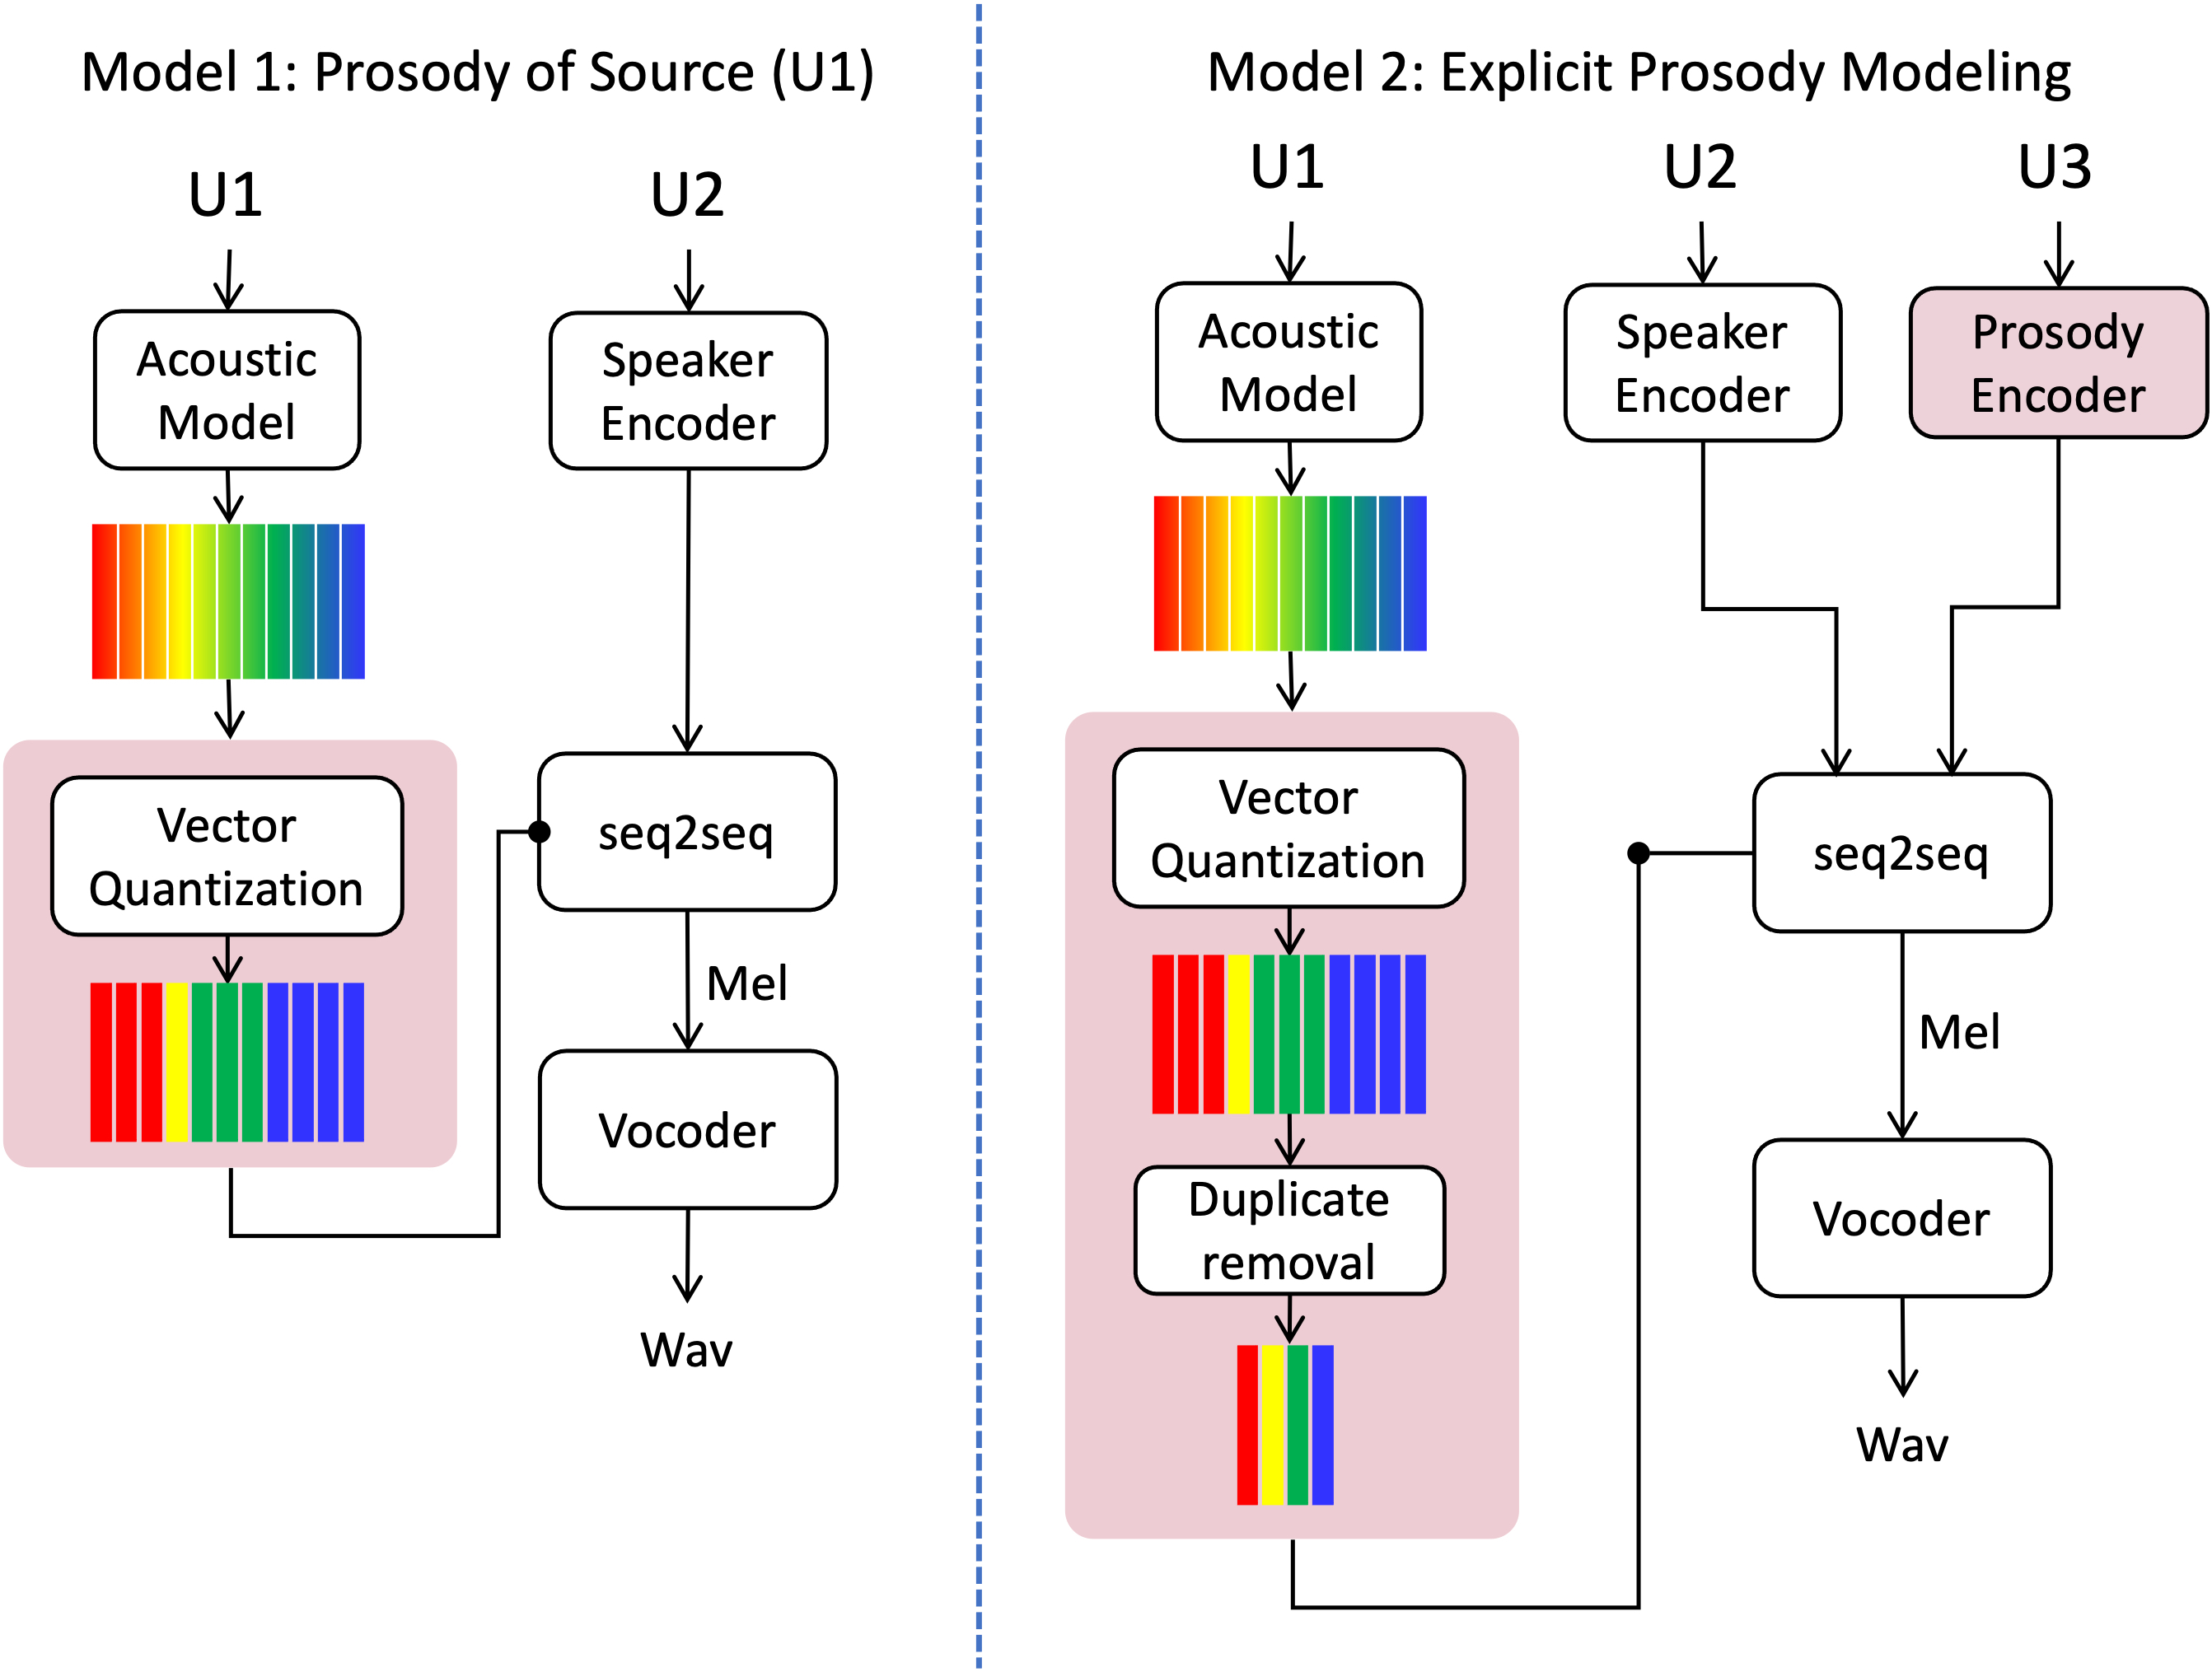 Model 1: Prosody of Source (U1)
U1
U2
Acoustic
Model
Speaker
Encoder
Vector
Quantization
seq2seq
Mel
Vocoder
Wav
Model 2: Explicit Prosody Modeling
U1
U2
U3
Acoustic
Model
Speaker
Encoder
Prosody
Encoder
Vector
Quantization
Duplicate
removal
seq2seq
Mel
Vocoder
Wav